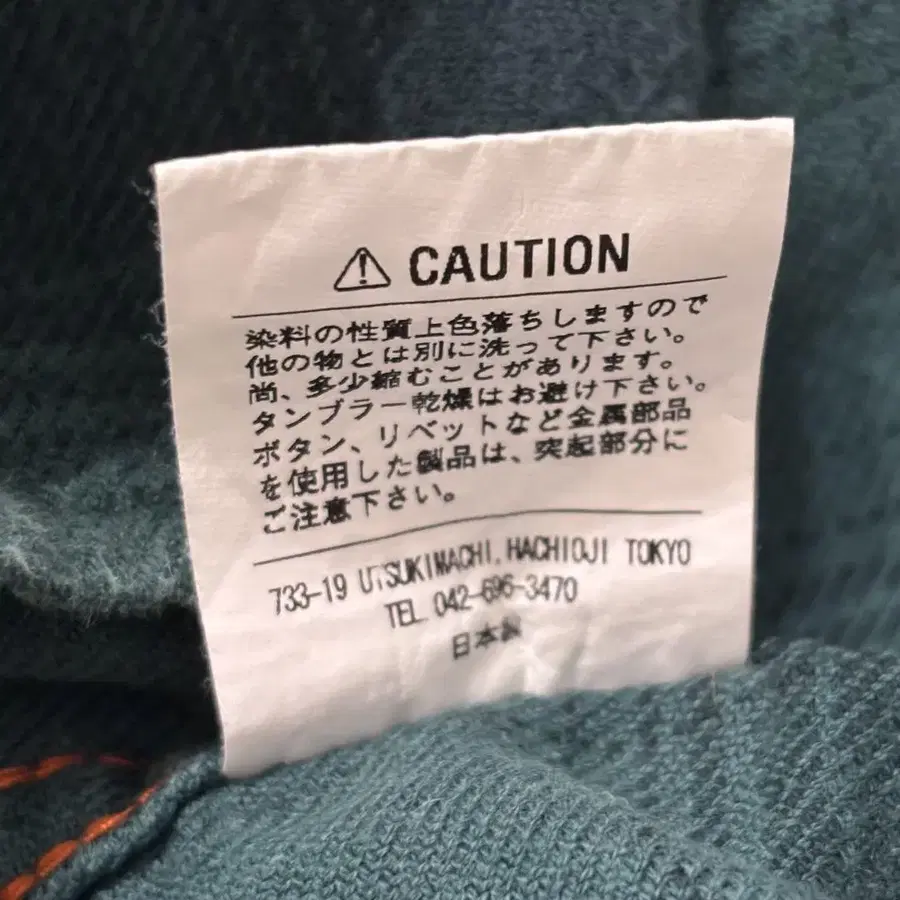 ⚠ CAUTION
染料の性質上色落ちしますので
他の物とは別に洗って下さい。
尚、多少縮むことがあります。
タンブラー乾燥はお避け下さい。
ボタン、リベットなど金属部品
を使用した製品は、突起部分に
ご注意下さい。
733-19 UTSUKIMACHI, HACHIOJI TOKYO
TEL 042-696-3470
日本製